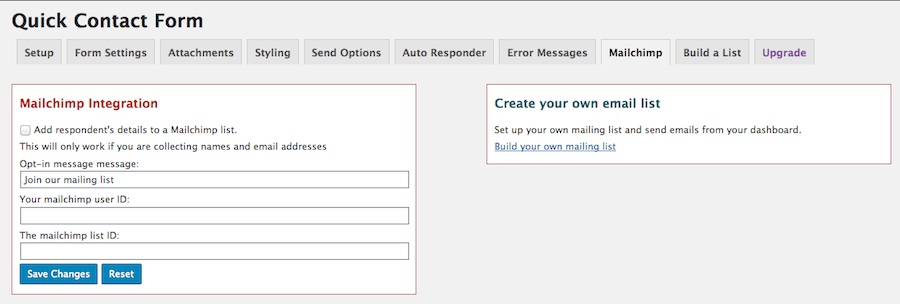 Quick Contact Form
Setup Form Settings Attachments Styling Send Options Auto Responder Error Messages Mailchimp Build a List Upgrade
Mailchimp Integration
Add respondent's details to a Mailchimp list.
This will only work if you are collecting names and email addresses
Opt-in message message:
Join our mailing list
Your mailchimp user ID:
The mailchimp list ID:
Save Changes Reset
Create your own email list
Set up your own mailing list and send emails from your dashboard.
Build your own mailing list